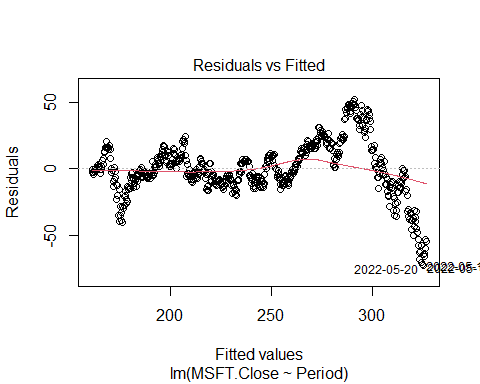 Residuals vs Fitted
Residuals
50
0
−50
2022-05-20
200
250
300
Fitted values
lm(MSFT.Close ~ Period)